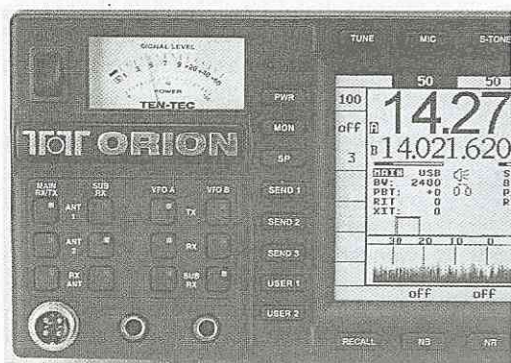 SIGNAL LEVEL
POWER
TEN-TEC
ORION
MAIN RX/TX
SUB RX
VFO A
VFO B
ANT 1
TX
ANT 2
RX
RX ANT
SUB RX
PWR
MON
SP
SEND 1
SEND 2
SEND 3
USER 1
USER 2
TUNE
MIC
S-TONE
50
50
100
off
3
A
14.27
B
14.021.620
MAIN USB
BW: 2400
PBT: +0
RIT 0
XIT: 0
S
B
P
R
30 20 10 0
off
off
RECALL
NB
NR